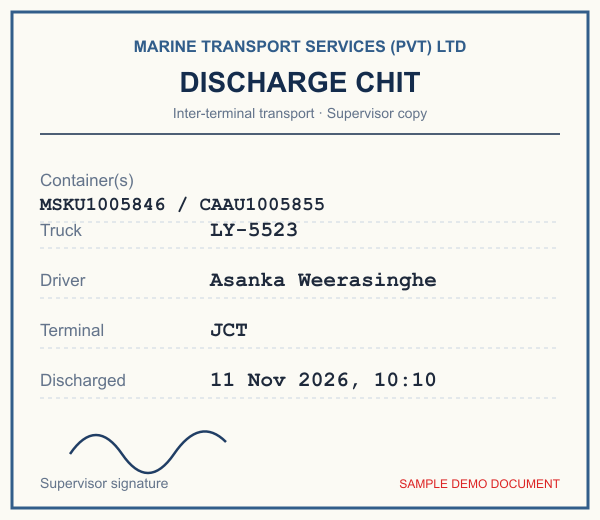 MARINE TRANSPORT SERVICES (PVT) LTD
DISCHARGE CHIT
Inter-terminal transport · Supervisor copy
Container(s)
MSKU1005846 / CAAU1005855
Truck LY-5523
Driver Asanka Weerasinghe
Terminal JCT
Discharged 11 Nov 2026, 10:10
Supervisor signature
SAMPLE DEMO DOCUMENT